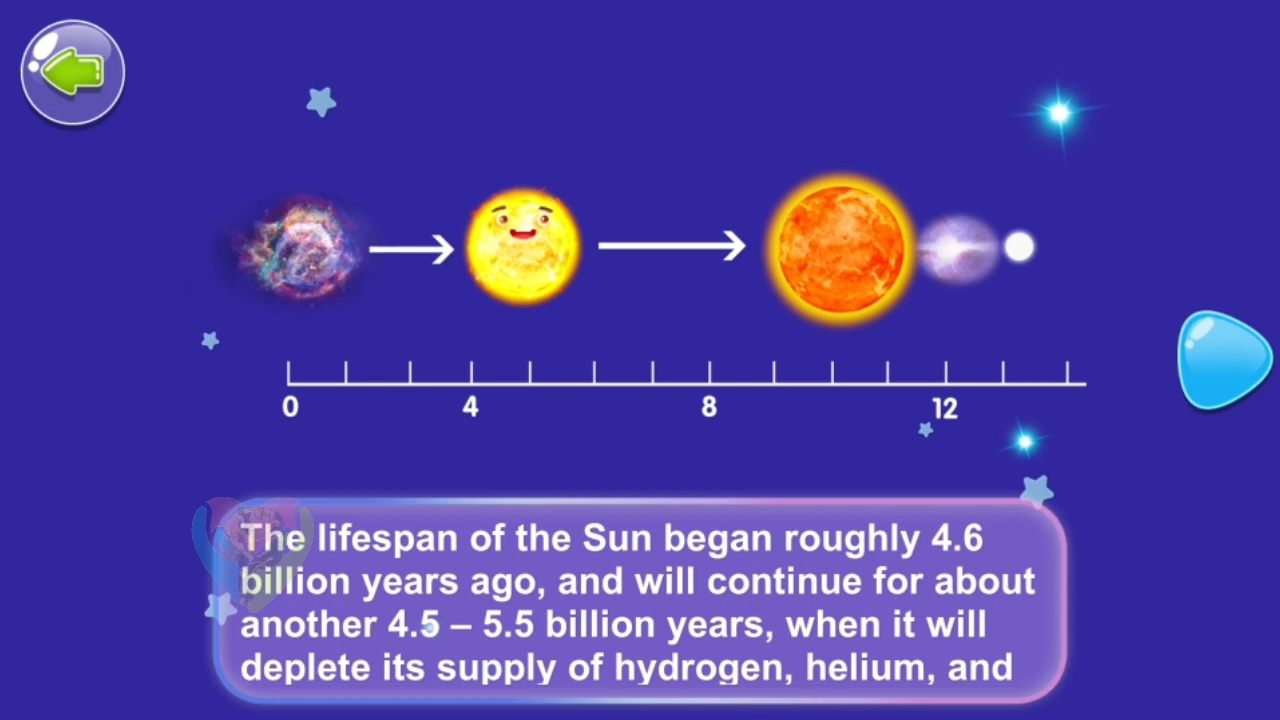 0 4 8 12
The lifespan of the Sun began roughly 4.6
billion years ago, and will continue for about
another 4.5 – 5.5 billion years, when it will
deplete its supply of hydrogen, helium, and